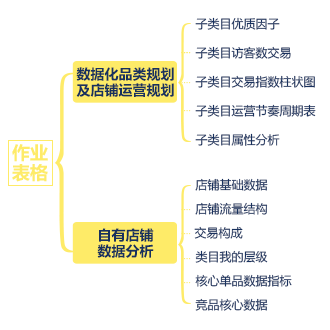 作业
表格
数据化品类规划
及店铺运营规划
子类目优质因子
子类目访客数交易
子类目交易指数柱状图
子类目运营节奏周期表
子类目属性分析
自有店铺
数据分析
店铺基础数据
店铺流量结构
交易构成
类目我的层级
核心单品数据指标
竞品核心数据